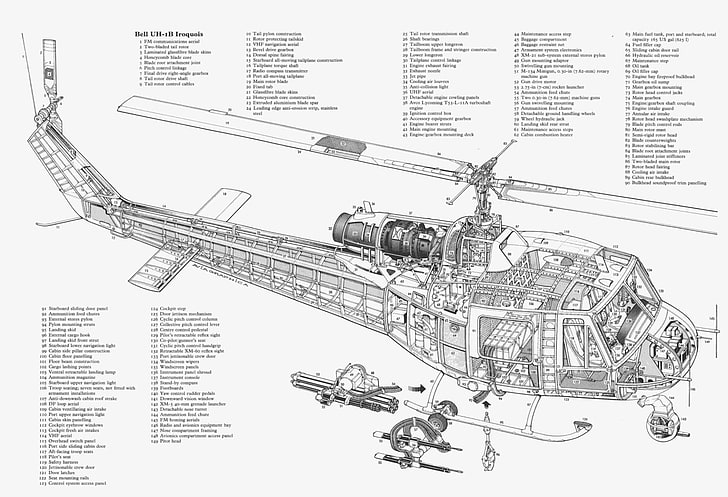 Bell UH-1B Iroquois
1 FM communications aerial
2 Two-bladed tail rotor
3 Laminated glassfibre blade skins
4 Honeycomb blade core
5 Blade root attachment joint
6 Pitch control linkage
7 Final drive right-angle gearbox
8 Tail rotor drive shaft
9 Tail rotor control cables
10 Tail pylon construction
11 Rotor protecting tailskid
12 VHF navigation aerial
13 Bevel drive gearbox
14 Dorsal spine fairing
15 Starboard all-moving tailplane construction
16 Tailplane torque shaft
17 Radio compass transmitter
18 Port all-moving tailplane
19 Main rotor blade
20 Fixed tab
21 Glassfibre blade skins
22 Honeycomb core construction
23 Extruded aluminium blade spar
24 Leading edge anti-erosion strip, stainless
steel
25 Tail rotor transmission shaft
26 Shaft bearings
27 Tailboom upper longeron
28 Tailboom frame and stringer construction
29 Lower longeron
30 Tailplane control linkage
31 Engine exhaust fairing
32 Exhaust nozzle
33 Jet pipe
34 Cooling air louvres
35 Anti-collision light
36 UHF aerial
37 Detachable engine cowling panels
38 Avco Lycoming T53-L-11A turboshaft
engine
39 Ignition control box
40 Accessory equipment gearbox
41 Engine bearer struts
42 Main engine mounting
43 Engine gearbox mounting deck
44 Maintenance access step
45 Baggage compartment
46 Baggage restraint net
47 Armament system electronics
48 XM-21 sub-system external stores pylon
49 Gun mounting adaptor
50 Swivelling gun mounting
51 M-134 Minigun, 0.30-in (7.62-mm) rotary
machine gun
52 Gun drive motor
53 2.75-in (7-cm) rocket launcher
54 Ammunition feed chute
55 Two 0.30-in (7.62-mm) machine guns
56 Gun swivelling mounting
57 Ammunition feed chutes
58 Detachable ground handling wheels
59 Wheel hydraulic jack
60 Landing skid rear strut
61 Maintenance access steps
62 Cabin combustion heater
63 Main fuel tank, port and starboard; total
capacity 165 US gal (625 l)
64 Fuel filler cap
65 Sliding cabin door rail
66 Hydraulic oil reservoir
67 Maintenance step
68 Oil tank
69 Oil filler cap
70 Engine bay fireproof bulkhead
71 Gearbox oil sump
72 Main gearbox mounting
73 Rotor head control jacks
74 Main gearbox
75 Engine/gearbox shaft coupling
76 Engine intake guard
77 Annular air intake
78 Rotor head swashplate mechanism
79 Blade pitch control rods
80 Main rotor mast
81 Semi-rigid rotor head
82 Blade counterweights
83 Rotor stabilizing bar
84 Blade root attachment joints
85 Laminated joint stiffeners
86 Two-bladed main rotor
87 Rotor head fairing
88 Cooling air intake
89 Cabin rear bulkhead
90 Bulkhead soundproof trim panelling
91 Starboard sliding door panel
92 Ammunition feed chutes
93 External stores pylon
94 Pylon mounting struts
95 Landing skid
96 External cargo hook
97 Landing skid front strut
98 Starboard lower navigation light
99 Cabin side pillar construction
100 Cabin floor panelling
101 Floor beam construction
102 Cargo lashing points
103 Ventral retractable landing lamp
104 Ammunition magazine
105 Starboard upper navigation light
106 Troop seating; seven seats, not fitted with
armament installations
107 Anti-downwash cabin roof intake
108 DF loop aerial
109 Cabin ventilating air intake
110 Port upper navigation light
111 Cabin skin panelling
112 Cockpit eyebrow windows
113 Cockpit fresh air intakes
114 VHF aerial
115 Overhead switch panel
116 Port side sliding cabin door
117 Aft-facing troop seats
118 Pilot's seat
119 Safety harness
120 Jettisonable crew door
121 Door latches
122 Seat mounting rails
123 Control system access panel
124 Cockpit step
125 Door jettison mechanism
126 Cyclic pitch control column
127 Collective pitch control lever
128 Centre control pedestal
129 Pilot's retractable reflex sight
130 Co-pilot gunner's seat
131 Cyclic pitch control handgrip
132 Retractable XM-60 reflex sight
133 Port jettisonable crew door
134 Windscreen wipers
135 Windscreen panels
136 Instrument panel shroud
137 Instrument console
138 Stand-by compass
139 Footboards
140 Yaw control rudder pedals
141 Downward vision window
142 XM-5 40-mm grenade launcher
143 Detachable nose turret
144 Ammunition feed chute
145 FM homing aerials
146 Radio and avionics equipment bay
147 Nose compartment framing
148 Avionics compartment access panel
149 Pitot head